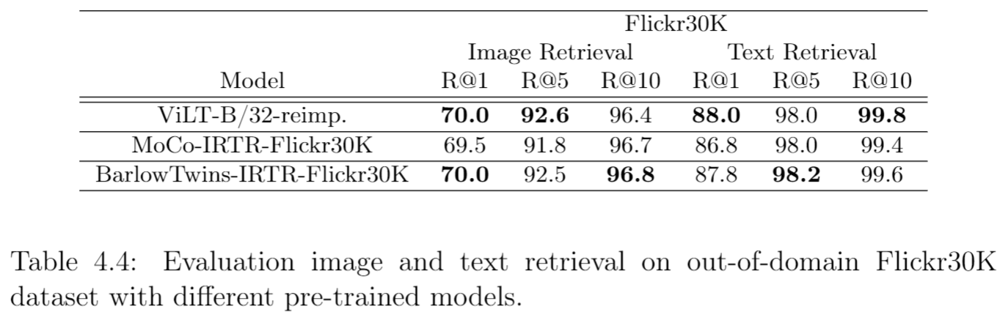 Flickr30K
Image Retrieval Text Retrieval
Model R@1 R@5 R@10 R@1 R@5 R@10
ViLT-B/32-reimp. 70.0 92.6 96.4 88.0 98.0 99.8
MoCo-IRTR-Flickr30K 69.5 91.8 96.7 86.8 98.0 99.4
BarlowTwins-IRTR-Flickr30K 70.0 92.5 96.8 87.8 98.2 99.6
Table 4.4: Evaluation image and text retrieval on out-of-domain Flickr30K
dataset with different pre-trained models.